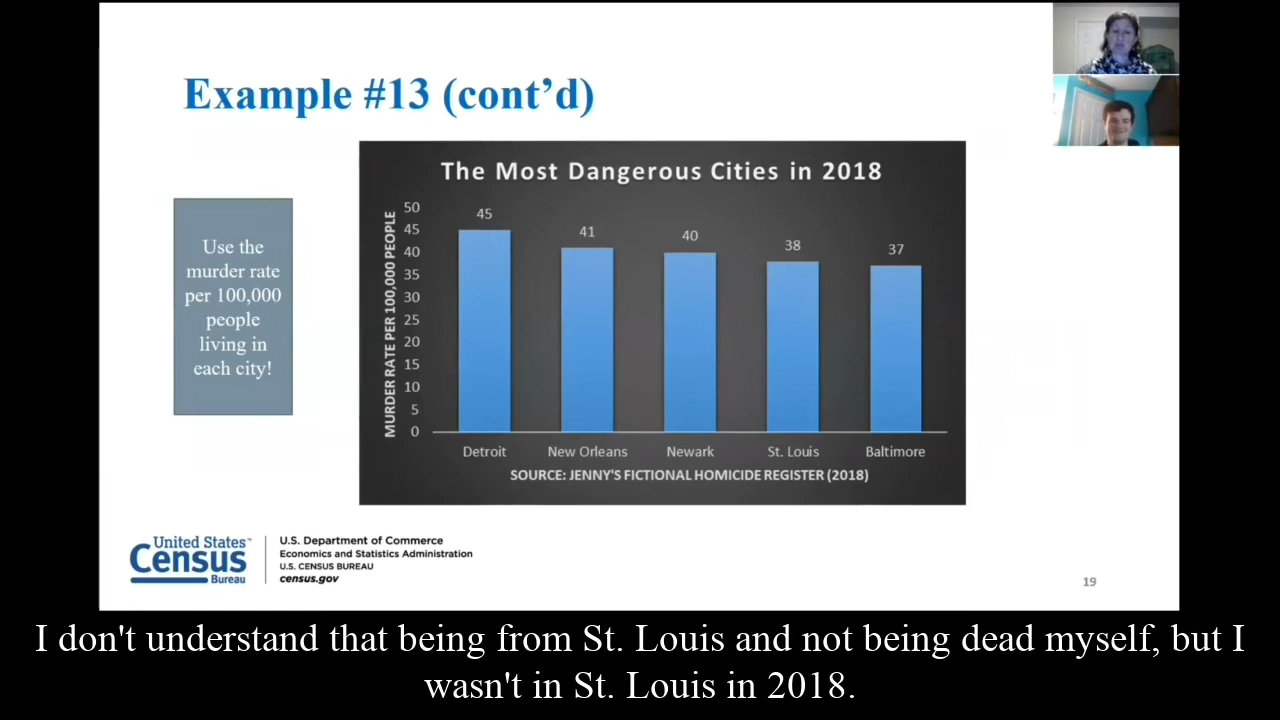 Example #13 (cont’d)
Use the
murder rate
per 100,000
people
living in
each city!
The Most Dangerous Cities in 2018
MURDER RATE PER 100,000 PEOPLE
50
45
40
35
30
25
20
15
10
5
0
45
41
40
38
37
Detroit
New Orleans
Newark
St. Louis
Baltimore
SOURCE: JENNY'S FICTIONAL HOMICIDE REGISTER (2018)
United States™
Census
Bureau
U.S. Department of Commerce
Economics and Statistics Administration
U.S. CENSUS BUREAU
census.gov
19
I don't understand that being from St. Louis and not being dead myself, but I
wasn't in St. Louis in 2018.